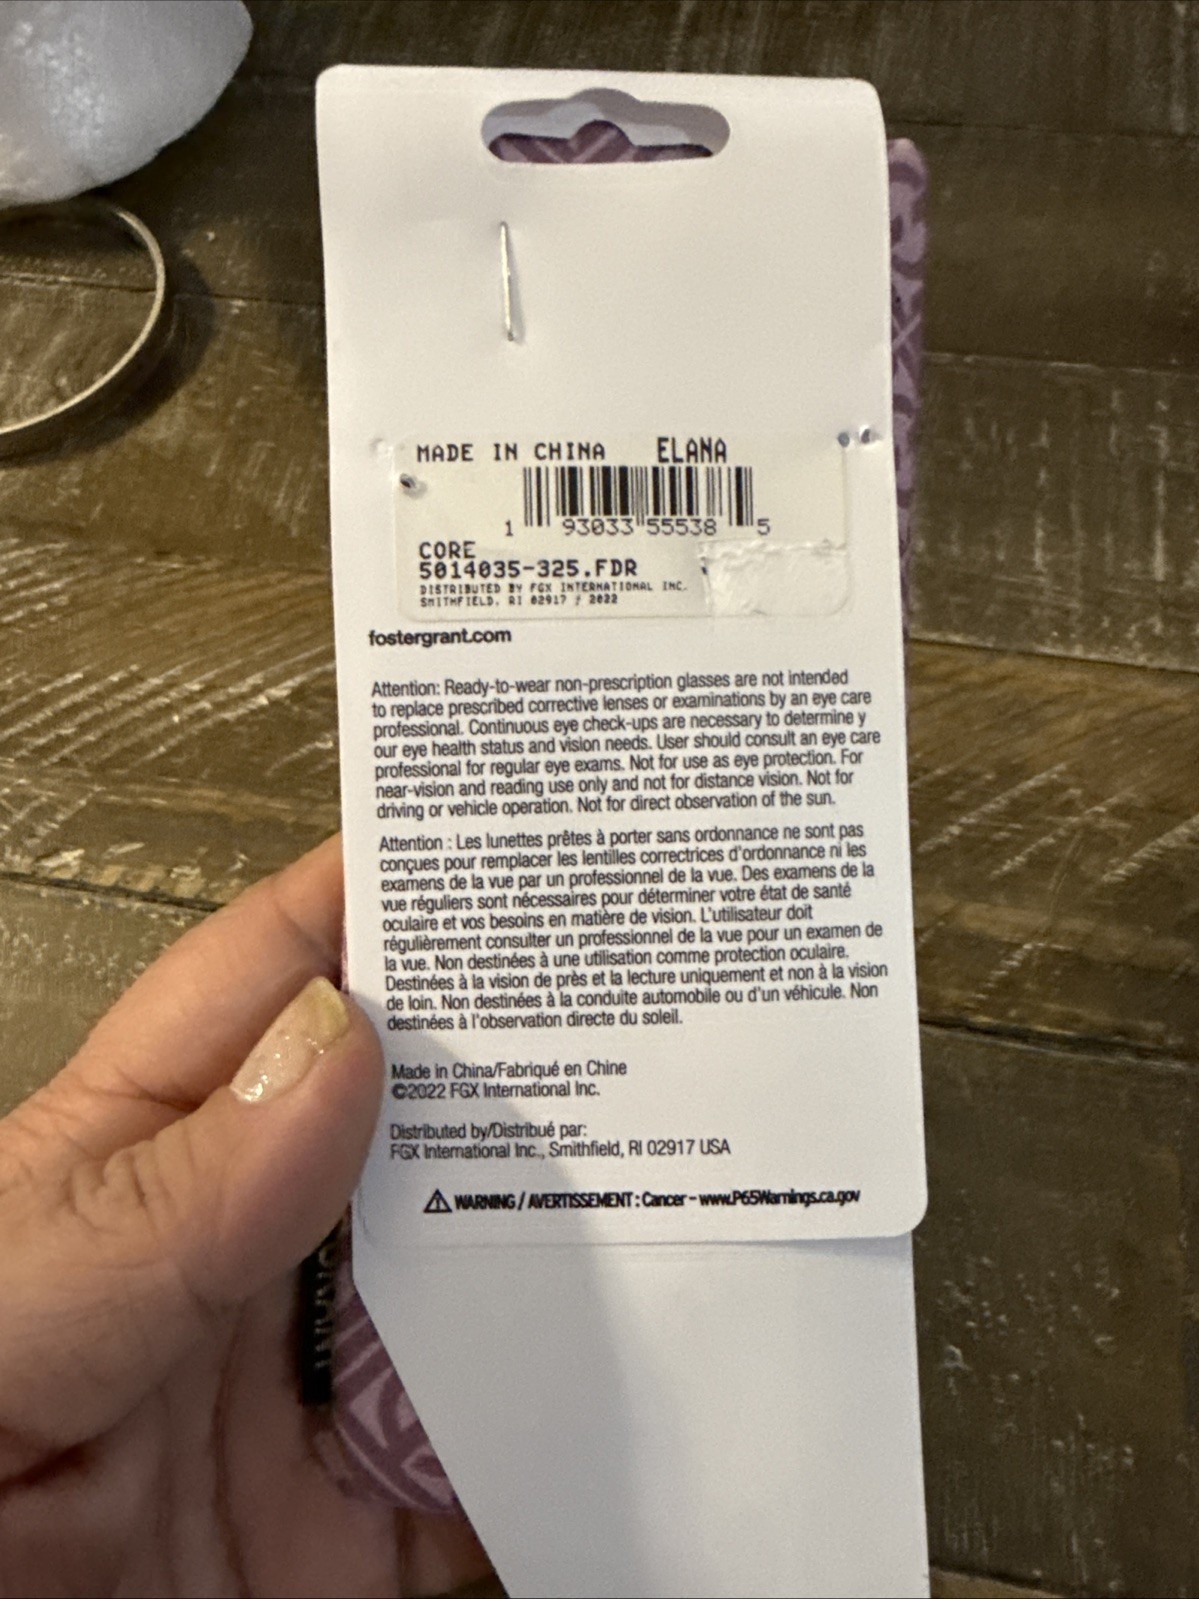 MADE IN CHINA ELANA
1 93033 55538 5
CORE
5014035-325.FDR
DISTRIBUTED BY FGX INTERNATIONAL INC.
SMITHFIELD, RI 02917 / 2022
fostergrant.com
Attention: Ready-to-wear non-prescription glasses are not intended
to replace prescribed corrective lenses or examinations by an eye care
professional. Continuous eye check-ups are necessary to determine y
our eye health status and vision needs. User should consult an eye care
professional for regular eye exams. Not for use as eye protection. For
near-vision and reading use only and not for distance vision. Not for
driving or vehicle operation. Not for direct observation of the sun.
Attention : Les lunettes prêtes à porter sans ordonnance ne sont pas
conçues pour remplacer les lentilles correctrices d'ordonnance ni les
examens de la vue par un professionnel de la vue. Des examens de la
vue réguliers sont nécessaires pour déterminer votre état de santé
oculaire et vos besoins en matière de vision. L'utilisateur doit
régulièrement consulter un professionnel de la vue pour un examen de
la vue. Non destinées à une utilisation comme protection oculaire.
Destinées à la vision de près et la lecture uniquement et non à la vision
de loin. Non destinées à la conduite automobile ou d'un véhicule. Non
destinées à l'observation directe du soleil.
Made in China/Fabriqué en Chine
©2022 FGX International Inc.
Distributed by/Distribué par:
FGX International Inc., Smithfield, RI 02917 USA
⚠ WARNING / AVERTISSEMENT : Cancer – www.P65Warnings.ca.gov